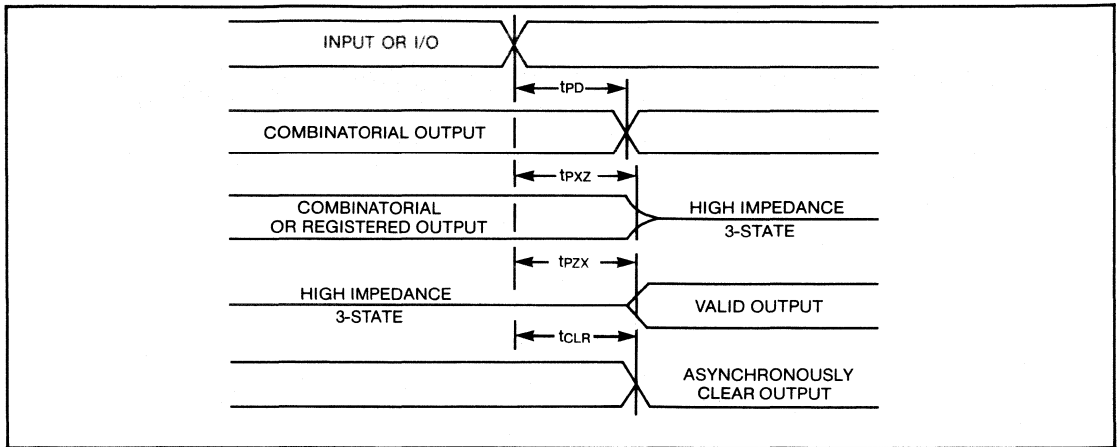 INPUT OR I/O
tPD
COMBINATORIAL OUTPUT
tPXZ
COMBINATORIAL
OR REGISTERED OUTPUT
HIGH IMPEDANCE
3-STATE
tPZX
HIGH IMPEDANCE
3-STATE
VALID OUTPUT
tCLR
ASYNCHRONOUSLY
CLEAR OUTPUT